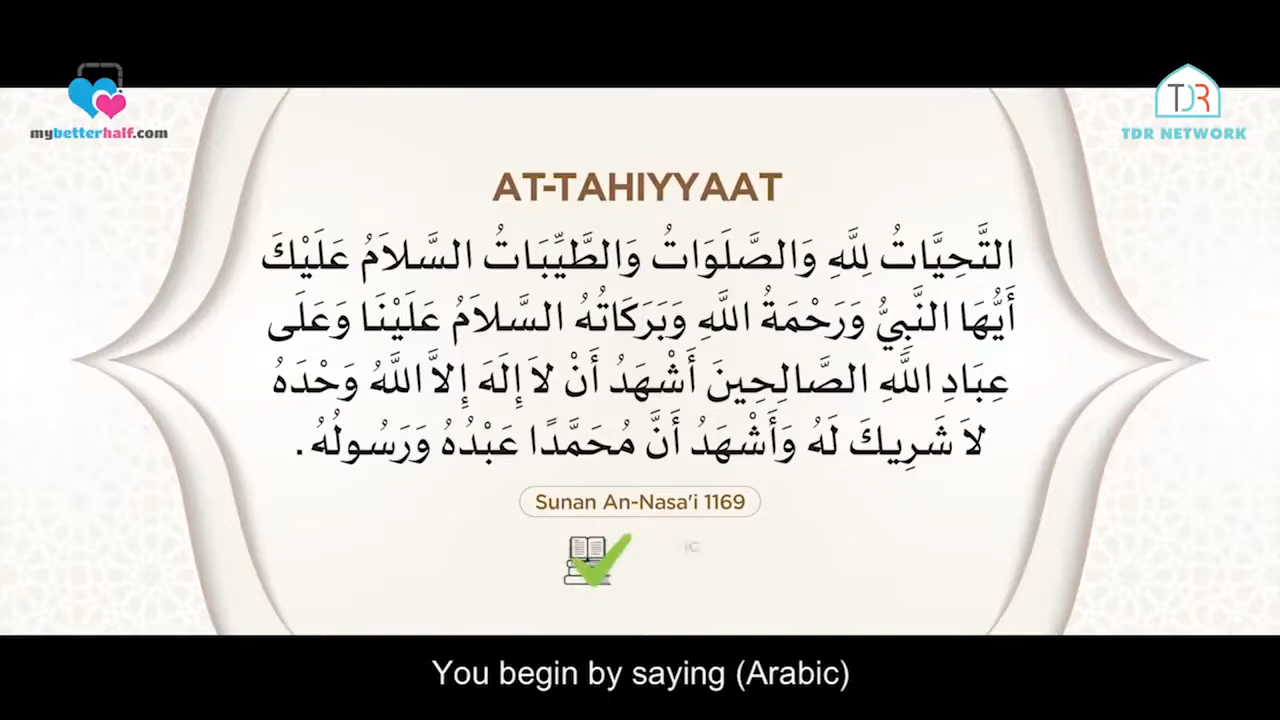 mybetterhalf.com
TDR
TDR NETWORK
AT-TAHIYYAAT
التَّحِيَّاتُ لِلَّهِ وَالصَّلَوَاتُ وَالطَّيِّبَاتُ السَّلاَمُ عَلَيْكَ
أَيُّهَا النَّبِيُّ وَرَحْمَةُ اللَّهِ وَبَرَكَاتُهُ السَّلاَمُ عَلَيْنَا وَعَلَى
عِبَادِ اللَّهِ الصَّالِحِينَ أَشْهَدُ أَنْ لاَ إِلَهَ إِلاَّ اللَّهُ وَحْدَهُ
لاَ شَرِيكَ لَهُ وَأَشْهَدُ أَنَّ مُحَمَّدًا عَبْدُهُ وَرَسُولُهُ.
Sunan An-Nasa'i 1169
You begin by saying (Arabic)